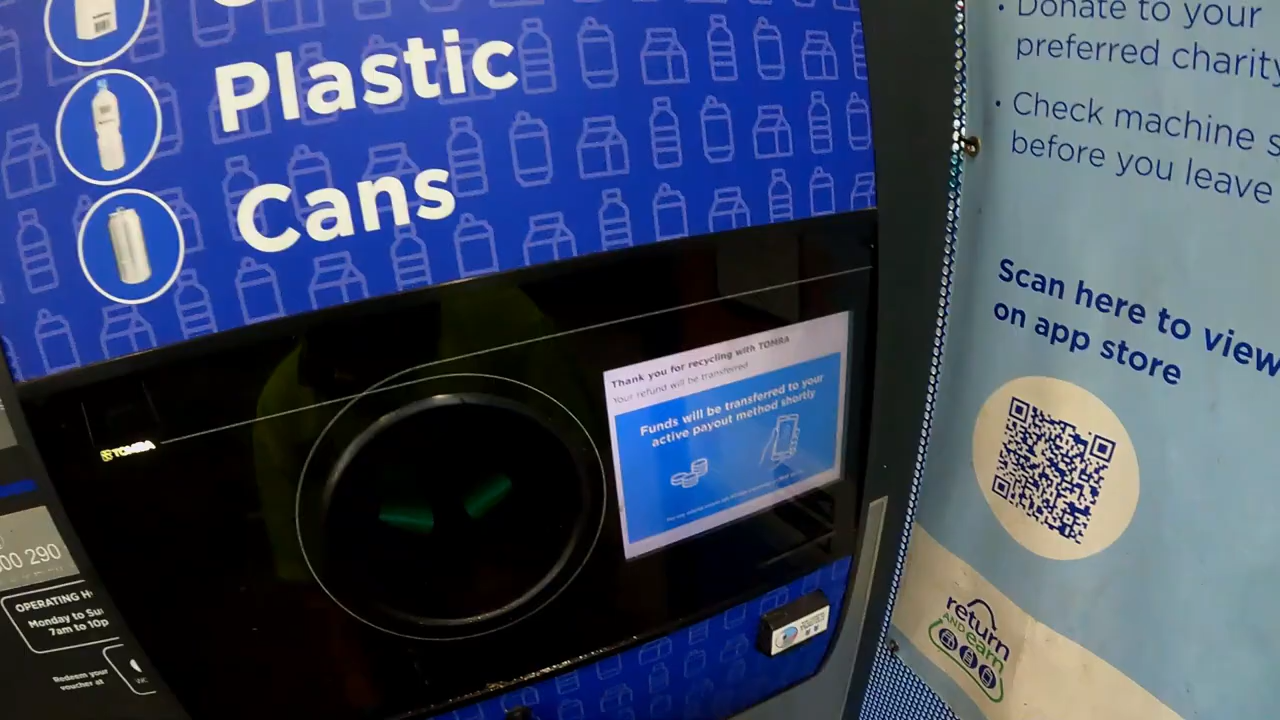 Plastic
Cans
TOMRA
Thank you for recycling with TOMRA
Your refund will be transferred
Funds will be transferred to your
active payout method shortly
00 290
OPERATING H
Monday to Su
7am to 10p
Redeem your
voucher at
Donate to your
preferred charity
Check machine s
before you leave
Scan here to view
on app store
return
AND earn